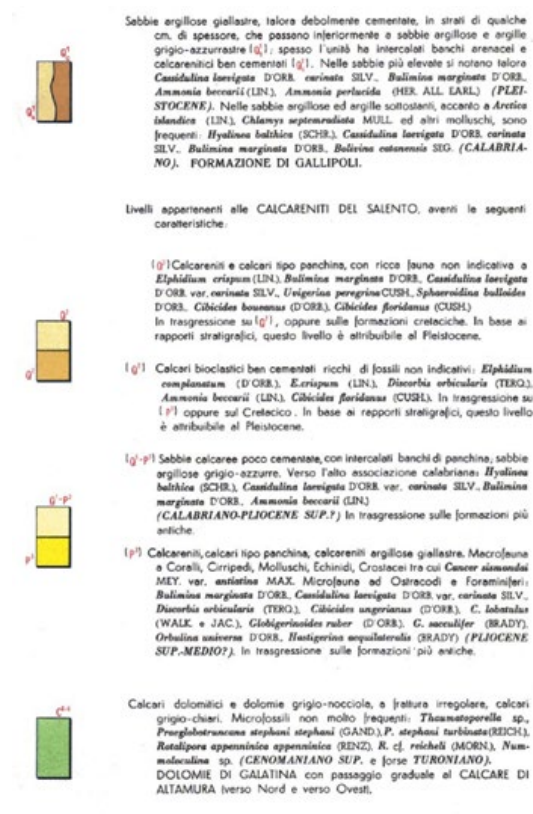 Sabbie argillose giallastre, talora debolmente cementate, in strati di qualche
cm. di spessore, che passano inferiormente a sabbie argillose e argille
grigio-azzurrastre (); spesso l'unità ha intercalati banchi arenacei e
calcarenitici ben cementati (). Nelle sabbie più elevate si notano talora
Cassidulina laevigata D'ORB. carinata SILV., Bulimina marginata D'ORB.,
Ammonia beccarii (LIN.), Ammonia perlucida (HER. ALL. EARL.) (PLEI-
STOCENE). Nelle sabbie argillose ed argille sottostanti, accanto a Arctica
islandica (LIN.), Chlamys septemradiata MULL. ed altri molluschi, sono
frequenti: Hyalinea balthica (SCHR.), Cassidulina laevigata D'ORB. carinata
SILV., Bulimina marginata D'ORB., Bolivina catanensis SEG. (CALABRIA-
NO). FORMAZIONE DI GALLIPOLI.
Livelli appartenenti alle CALCARENITI DEL SALENTO, aventi le seguenti
caratteristiche:
Calcareniti e calcari tipo panchina, con ricca fauna non indicativa a
Elphidium crispum (LIN.), Bulimina marginata D'ORB., Cassidulina laevigata
D'ORB. var. carinata SILV., Uvigerina peregrina CUSH., Sphaeroidina bulloides
D'ORB., Cibicides boueanus (D'ORB.), Cibicides floridanus (CUSH.)
In trasgressione su (), oppure sulle formazioni cretaciche. In base ai
rapporti stratigrafici, questo livello è attribuibile al Pleistocene.
Calcari bioclastici ben cementati ricchi di fossili non indicativi: Elphidium
complanatum (D'ORB.), E.crispum (LIN.), Discorbis orbicularis (TERQ.),
Ammonia beccarii (LIN.), Cibicides floridanus (CUSH.). In trasgressione su
() oppure sul Cretacico. In base ai rapporti stratigrafici, questo livello
è attribuibile al Pleistocene.
Sabbie calcaree poco cementate, con intercalati banchi di panchina; sabbie
argillose grigio-azzurre. Verso l'alto associazione calabriana: Hyalinea
balthica (SCHR.), Cassidulina laevigata D'ORB. var. carinata SILV., Bulimina
marginata D'ORB., Ammonia beccarii (LIN.)
(CALABRIANO-PLIOCENE SUP.?) In trasgressione sulle formazioni più
antiche.
Calcareniti, calcari tipo panchina, calcareniti argillose giallastre. Macrofauna
a Coralli, Cirripedi, Molluschi, Echinidi, Crostacei tra cui Cancer sismondai
MEY. var. antiatina MAX. Microfauna ad Ostracodi e Foraminiferi:
Bulimina marginata D'ORB., Cassidulina laevigata D'ORB. var. carinata SILV.,
Discorbis orbicularis (TERQ.), Cibicides ungerianus (D'ORB.), C. lobatulus
(WALK. e JAC.), Globigerinoides ruber (D'ORB.), G. sacculifer (BRADY),
Orbulina universa D'ORB., Hastigerina aequilateralis (BRADY) (PLIOCENE
SUP.-MEDIO?). In trasgressione sulle formazioni più antiche.
Calcari dolomitici e dolomie grigio-nocciola, a frattura irregolare, calcari
grigio-chiari. Microfossili non molto frequenti: Thaumatoporella sp.,
Praeglobotruncana stephani stephani (GAND.), P. stephani turbinata (REICH.),
Rotalipora appenninica appenninica (RENZ), R. cf. reicheli (MORN.), Num-
moloculina sp. (CENOMANIANO SUP. e forse TURONIANO).
DOLOMIE DI GALATINA con passaggio graduale al CALCARE DI
ALTAMURA (verso Nord e verso Ovest).